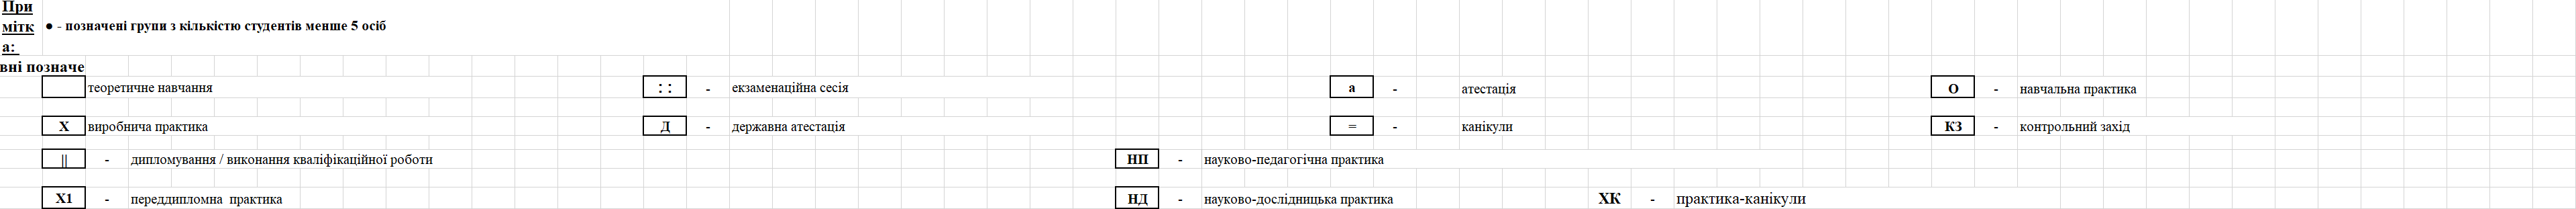 При
мітк
а:
● - позначені групи з кількістю студентів менше 5 осіб
вні позначе
теоретичне навчання : : - екзаменаційна сесія а - атестація О - навчальна практика
Х виробнича практика Д - державна атестація = - канікули КЗ - контрольний захід
|| - дипломування / виконання кваліфікаційної роботи НП - науково-педагогічна практика
Х1 - переддипломна практика НД - науково-дослідницька практика ХК - практика-канікули